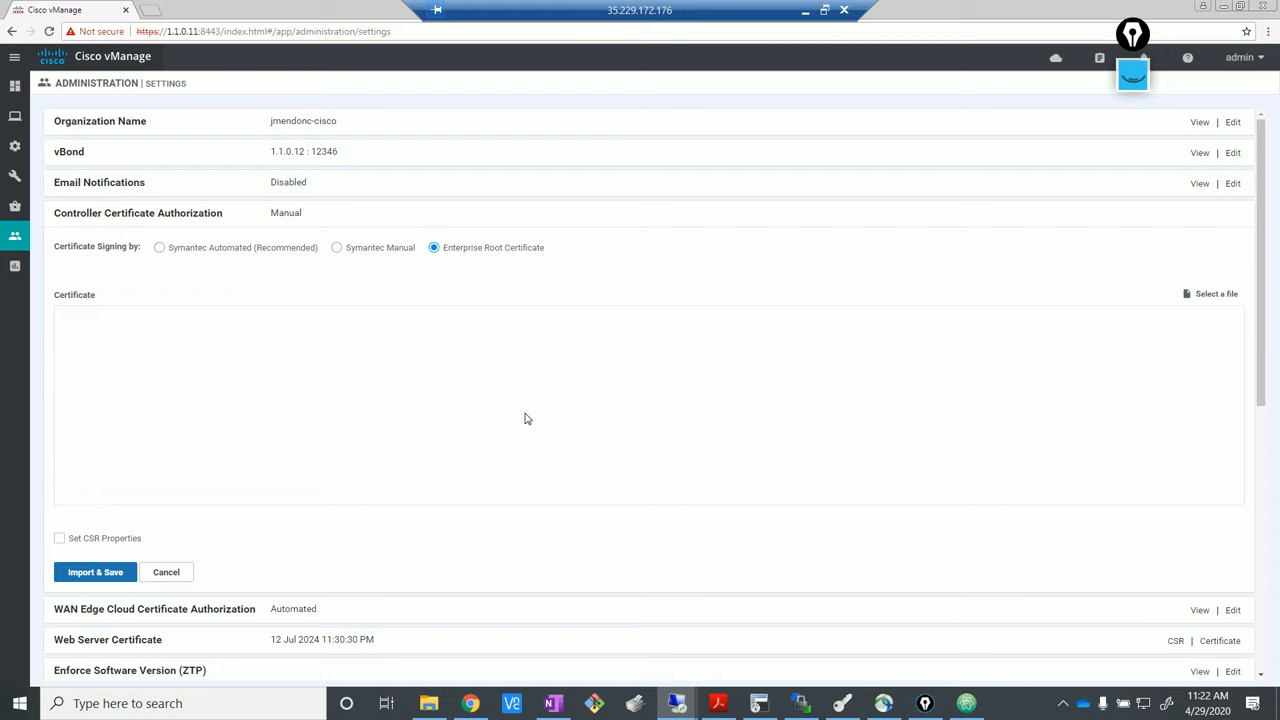 Cisco vManage
35.229.172.176
Not secure https://1.1.0.11:8443/index.html#/app/administration/settings
CISCO Cisco vManage admin
ADMINISTRATION | SETTINGS
Organization Name jmendonc-cisco View | Edit
vBond 1.1.0.12 : 12346 View | Edit
Email Notifications Disabled View | Edit
Controller Certificate Authorization Manual
Certificate Signing by: Symantec Automated (Recommended) Symantec Manual Enterprise Root Certificate
Certificate Select a file
Set CSR Properties
Import & Save Cancel
WAN Edge Cloud Certificate Authorization Automated View | Edit
Web Server Certificate 12 Jul 2024 11:30:30 PM CSR | Certificate
Enforce Software Version (ZTP) View | Edit
Type here to search
11:22 AM
4/29/2020